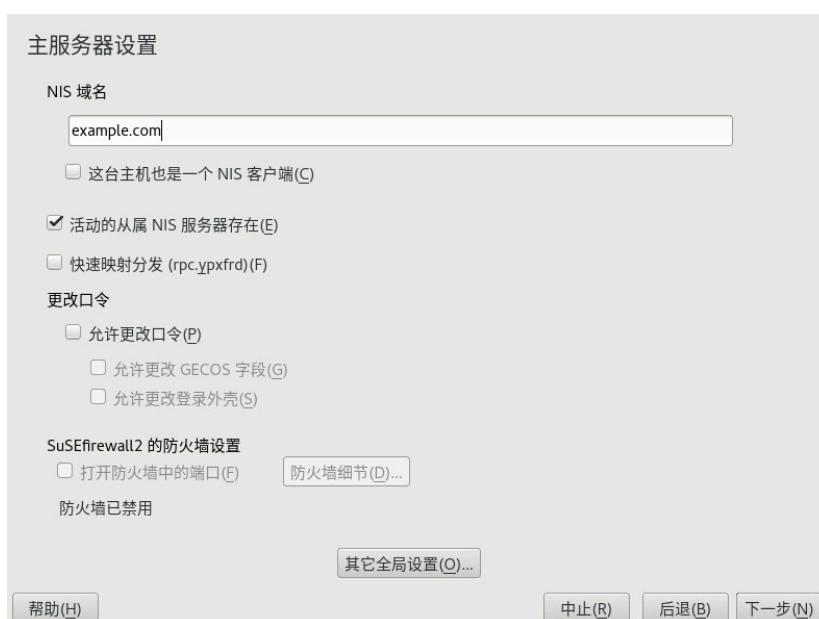 主服务器设置
NIS 域名
example.com
这台主机也是一个 NIS 客户端(C)
活动的从属 NIS 服务器存在(E)
快速映射分发 (rpc.ypxfrd)(F)
更改口令
允许更改口令(P)
允许更改 GECOS 字段(G)
允许更改登录外壳(S)
SuSEfirewall2 的防火墙设置
打开防火墙中的端口(F) 防火墙细节(D)...
防火墙已禁用
其它全局设置(O)...
帮助(H) 中止(R) 后退(B) 下一步(N)